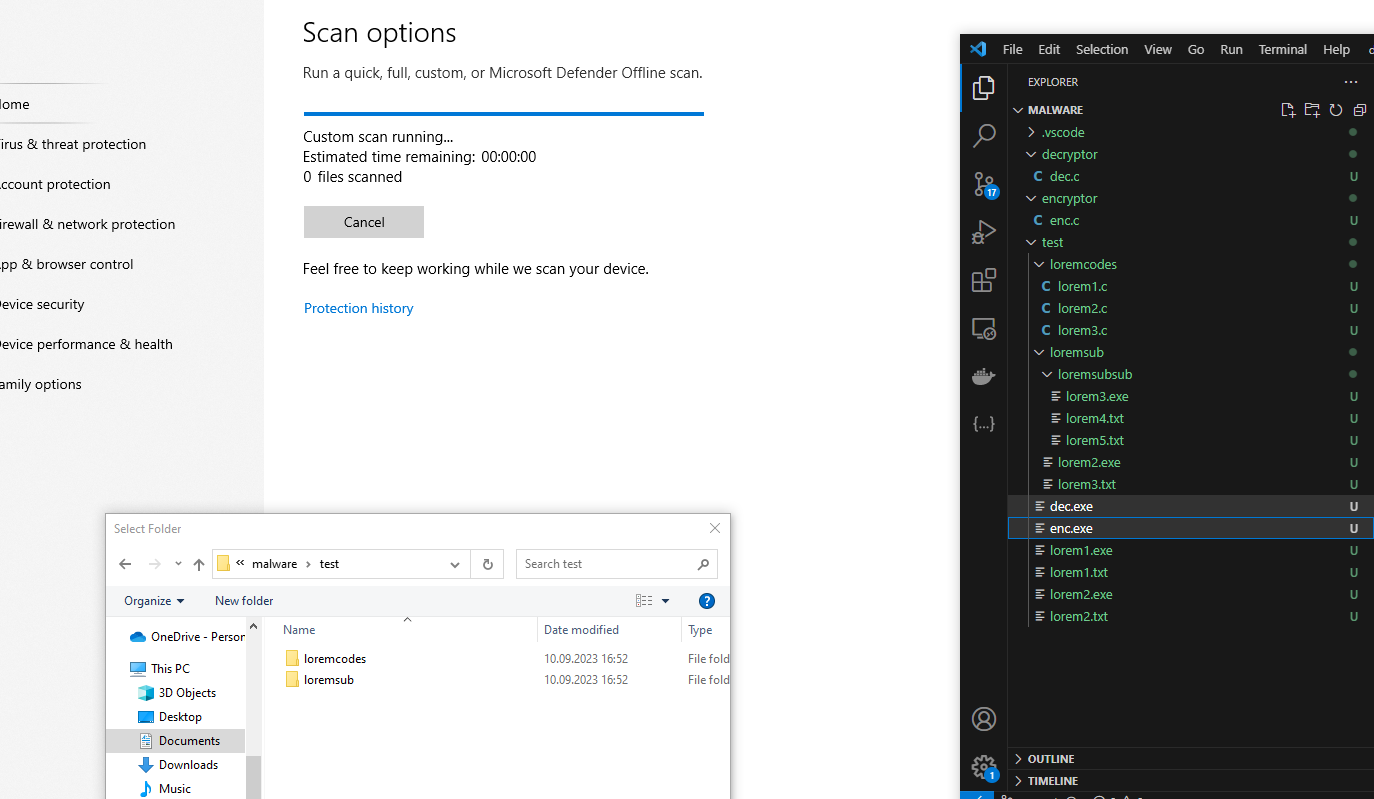 Scan options
Run a quick, full, custom, or Microsoft Defender Offline scan.
Custom scan running...
Estimated time remaining: 00:00:00
0 files scanned
Cancel
Feel free to keep working while we scan your device.
Protection history
ome
irus & threat protection
ccount protection
irewall & network protection
pp & browser control
evice security
evice performance & health
amily options
Select Folder
« malware › test
Search test
Organize
New folder
?
Name
Date modified
Type
OneDrive - Person
This PC
3D Objects
Desktop
Documents
Downloads
Music
loremcodes 10.09.2023 16:52 File fold
loremsub 10.09.2023 16:52 File fold
File Edit Selection View Go Run Terminal Help
EXPLORER
MALWARE
.vscode
decryptor
C dec.c U
encryptor
C enc.c U
test
loremcodes
C lorem1.c U
C lorem2.c U
C lorem3.c U
loremsub
loremsubsub
lorem3.exe U
lorem4.txt U
lorem5.txt U
lorem2.exe U
lorem3.txt U
dec.exe U
enc.exe U
lorem1.exe U
lorem1.txt U
lorem2.exe U
lorem2.txt U
17
{...}
1
OUTLINE
TIMELINE